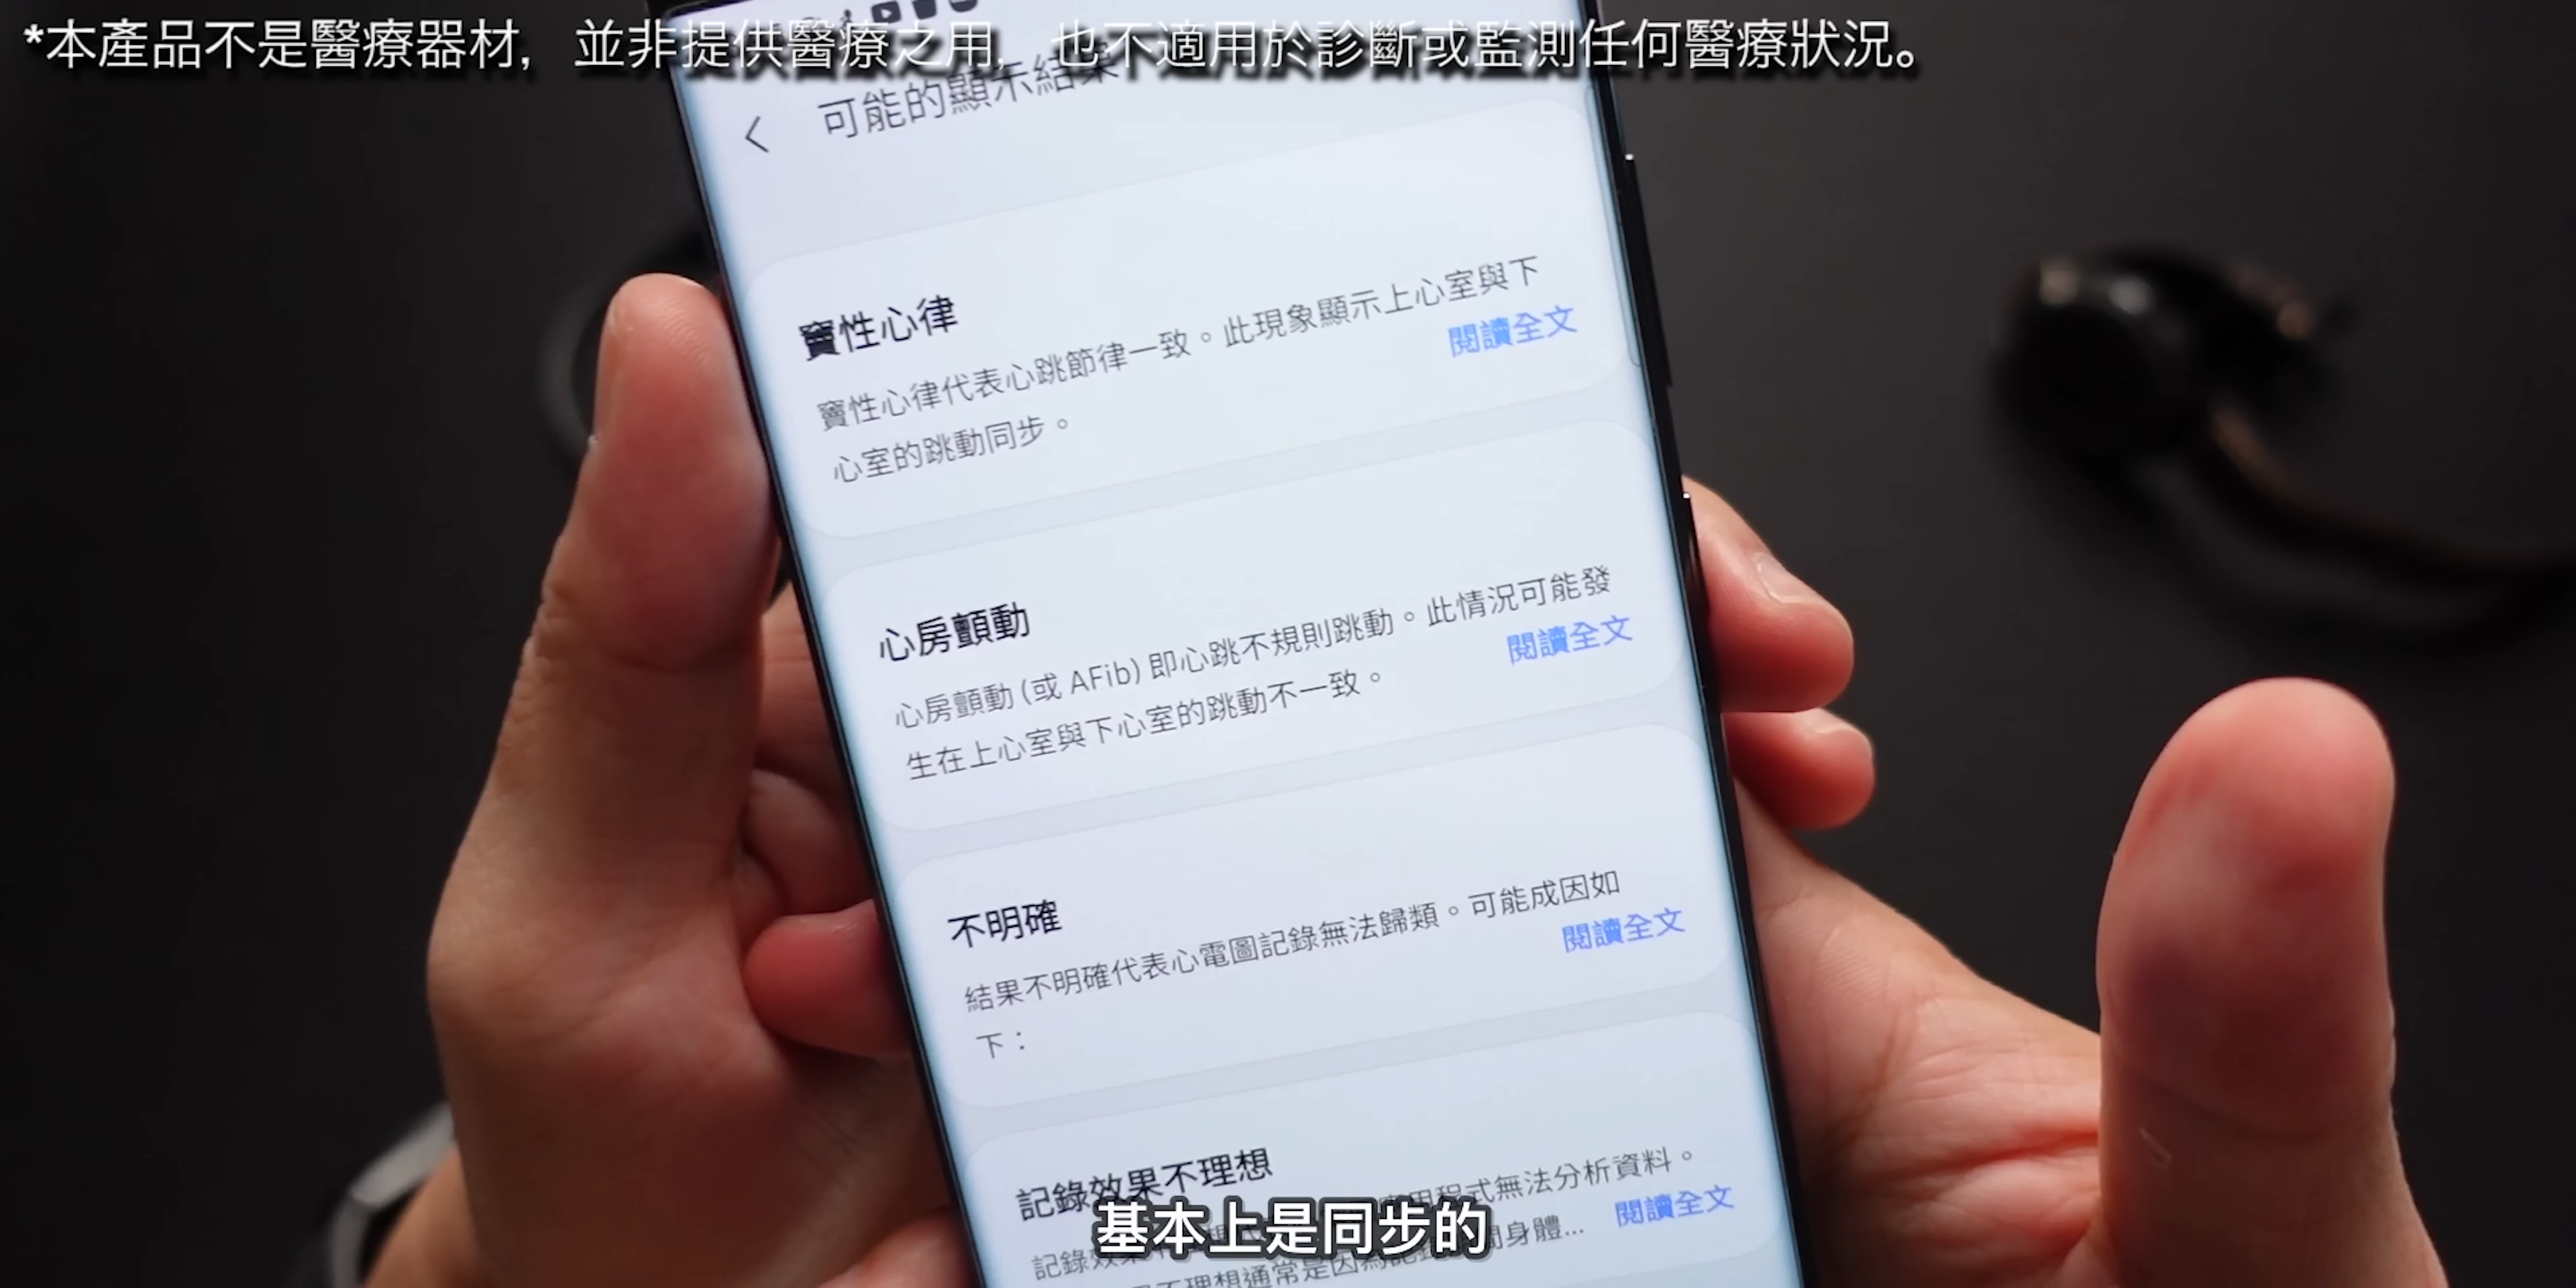 *本產品不是醫療器材，並非提供醫療之用，也不適用於診斷或監測任何醫療狀況。
可能的顯示結果
竇性心律
竇性心律代表心跳節律一致。此現象顯示上心室與下
心室的跳動同步。
閱讀全文
心房顫動
心房顫動 (或 AFib) 即心跳不規則跳動。此情況可能發
生在上心室與下心室的跳動不一致。
閱讀全文
不明確
結果不明確代表心電圖記錄無法歸類。可能成因如
下：
閱讀全文
記錄效果不理想
程式無法分析資料。
閱讀全文
基本上是同步的